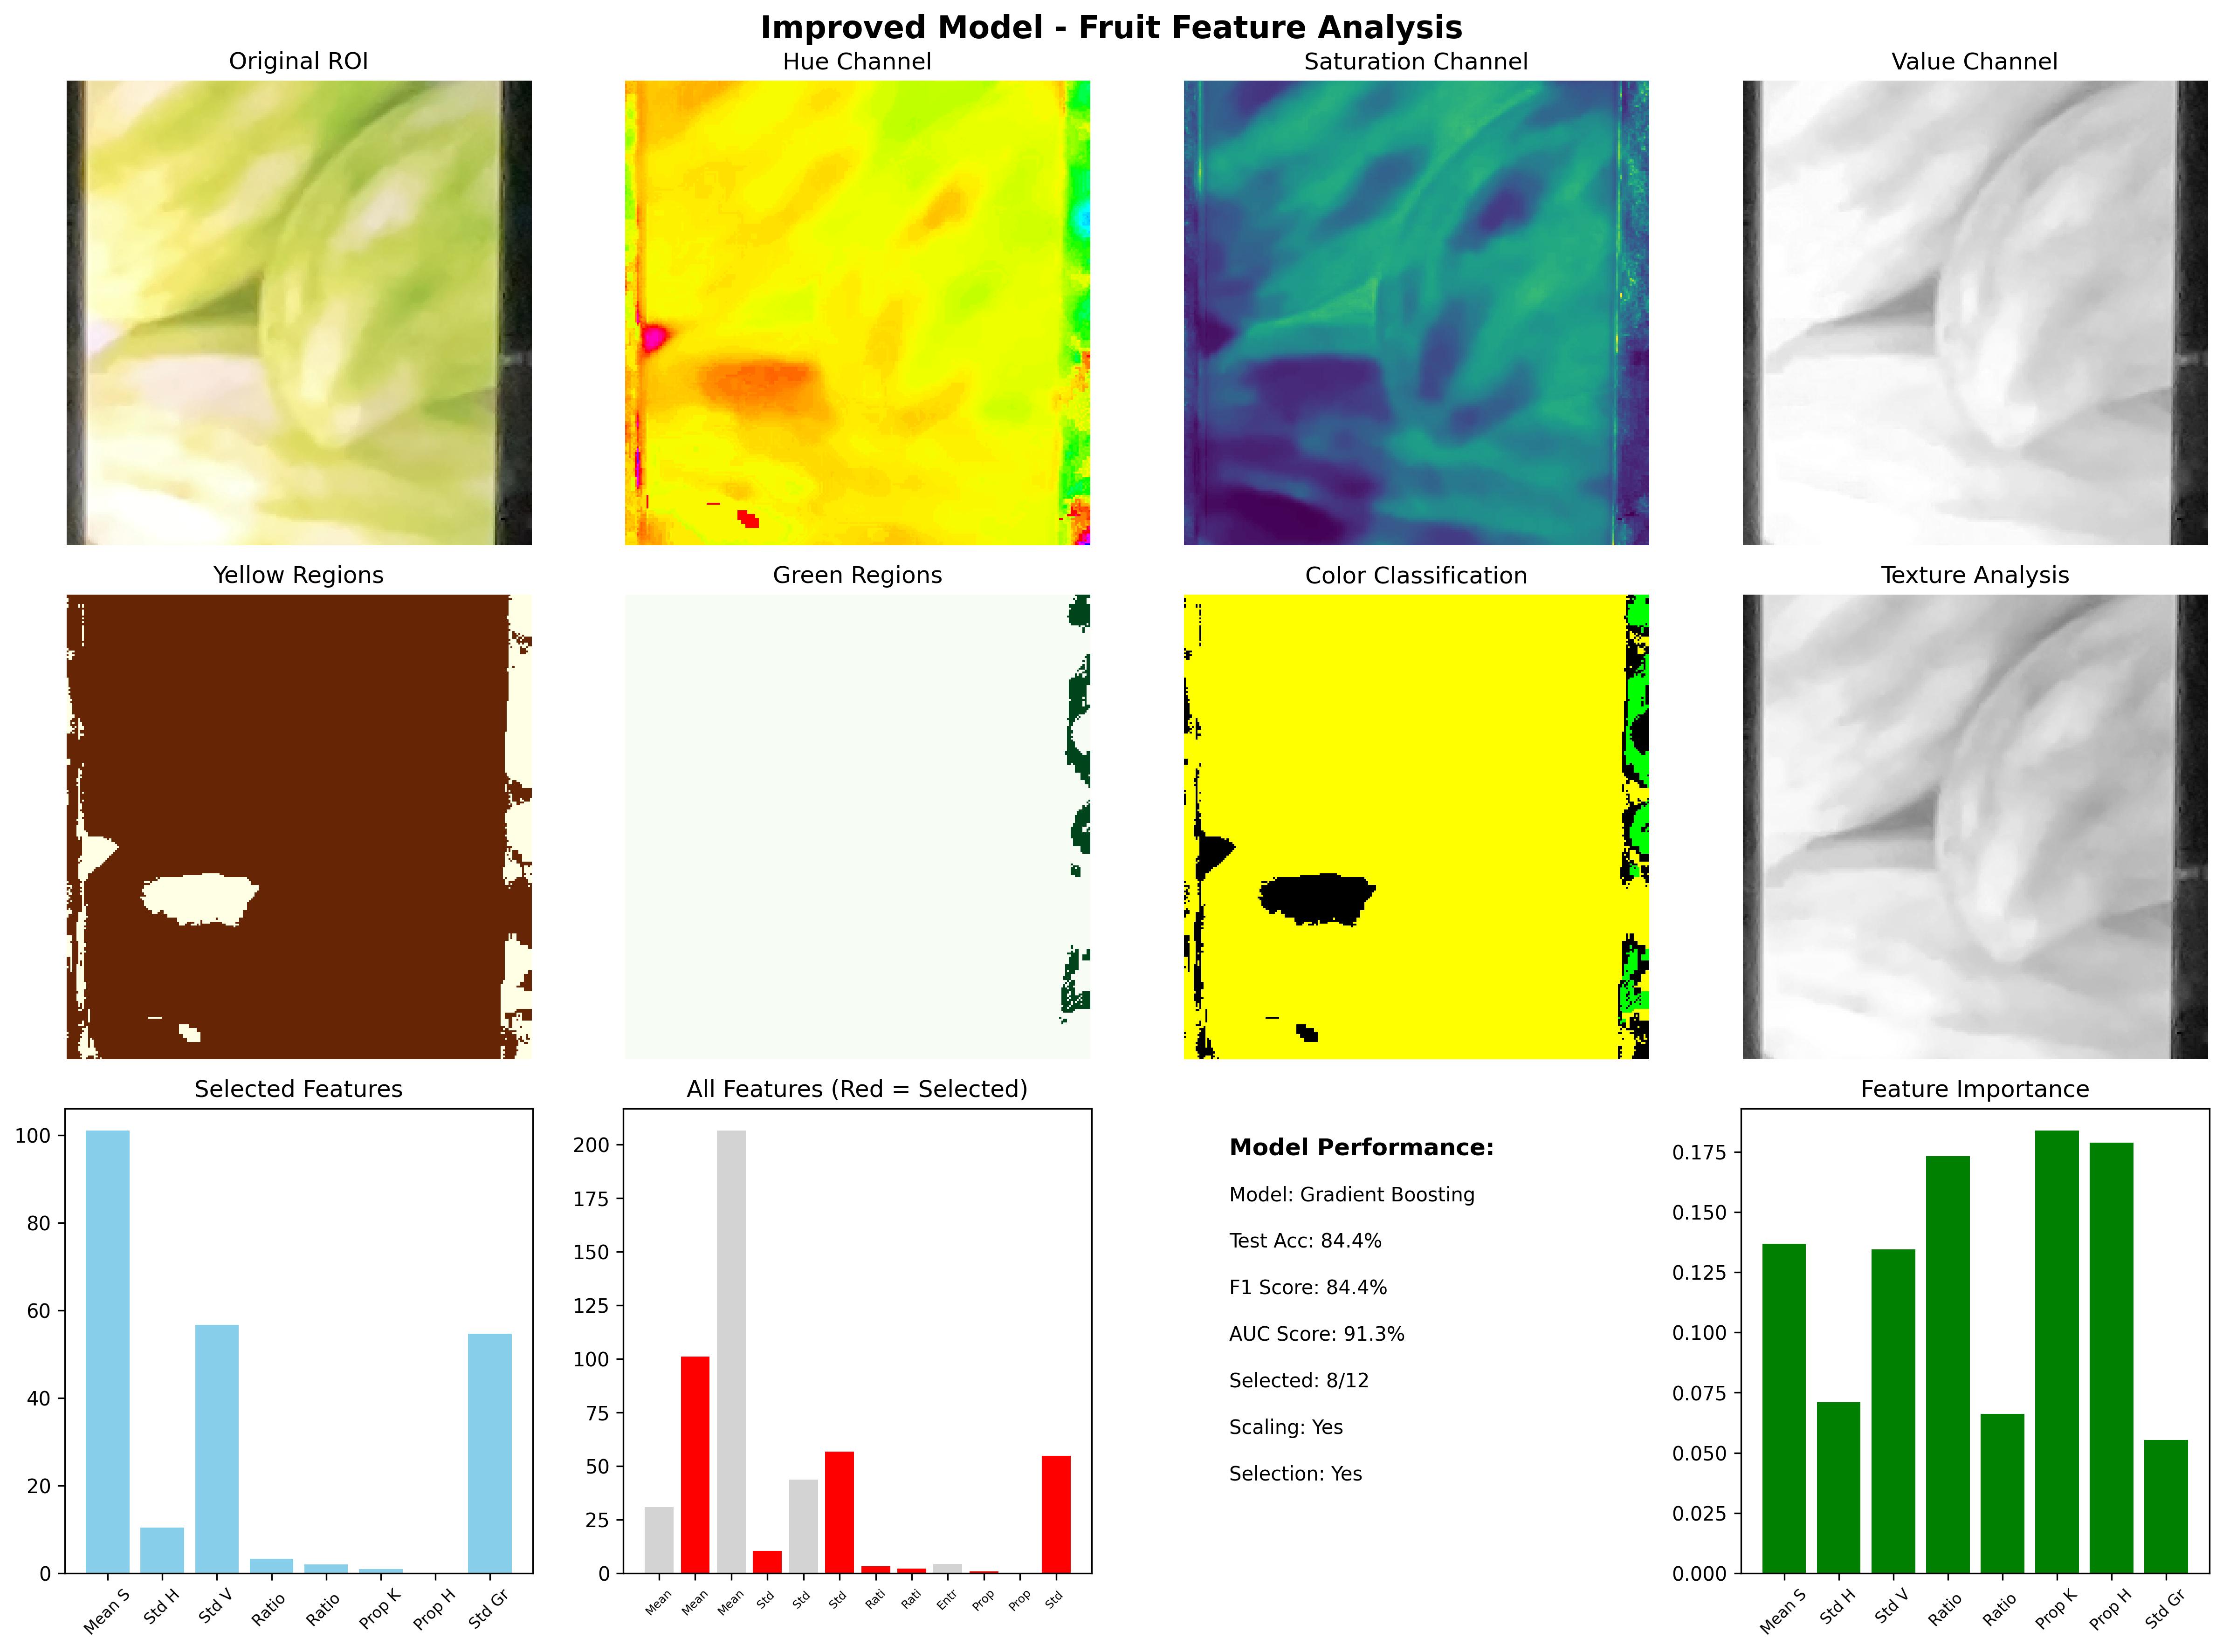 Improved Model - Fruit Feature Analysis
Original ROI
Hue Channel
Saturation Channel
Value Channel
Yellow Regions
Green Regions
Color Classification
Texture Analysis
Selected Features
100
80
60
40
20
0
Mean S
Std H
Std V
Ratio
Ratio
Prop K
Prop H
Std Gr
All Features (Red = Selected)
200
175
150
125
100
75
50
25
0
Mean
Mean
Mean
Std
Std
Std
Rati
Rati
Entr
Prop
Prop
Std
Model Performance:
Model: Gradient Boosting
Test Acc: 84.4%
F1 Score: 84.4%
AUC Score: 91.3%
Selected: 8/12
Scaling: Yes
Selection: Yes
Feature Importance
0.175
0.150
0.125
0.100
0.075
0.050
0.025
0.000
Mean S
Std H
Std V
Ratio
Ratio
Prop K
Prop H
Std Gr